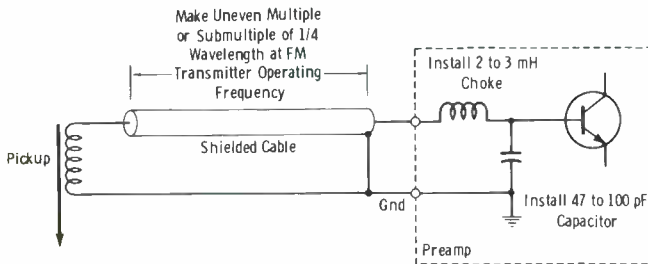 Make Uneven Multiple
or Submultiple of 1/4
Wavelength at FM
Transmitter Operating
Frequency
Install 2 to 3 mH
Choke
Shielded Cable
Pickup
Gnd
Install 47 to 100 pF
Capacitor
Preamp